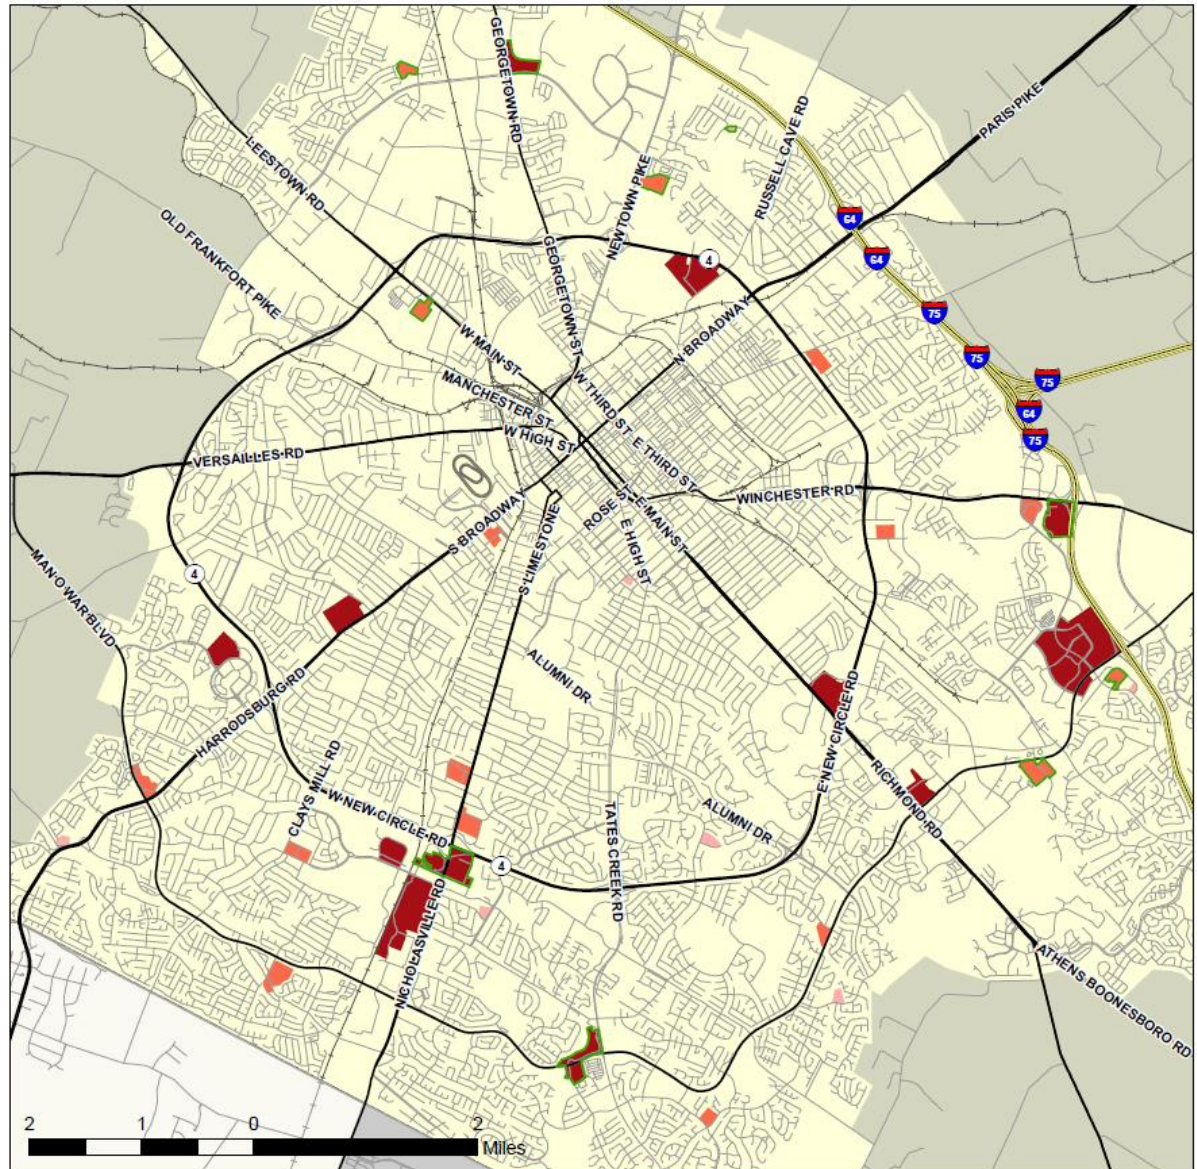 GEORGETOWN RD
PARIS PIKE
RUSSELL CAVE RD
LEESTOWN RD
NEWTOWN PIKE
OLD FRANKFORT PIKE
64
64
4
GEORGETOWN ST
75
N BROADWAY
W MAIN ST
75
75
MANCHESTER ST
W THIRD ST
64
W HIGH ST
75
E THIRD ST
VERSAILLES RD
WINCHESTER RD
ROSE ST
E MAIN ST
S BROADWAY
S LIMESTONE
E HIGH ST
4
MAN O WAR BLVD
ALUMNI DR
HARRODSBURG RD
E NEW CIRCLE RD
CLAYS MILL RD
W NEW CIRCLE RD
RICHMOND RD
TATES CREEK RD
ALUMNI DR
4
NICHOLASVILLE RD
ATHENS BOONESBORO RD
2 1 0 2
Miles